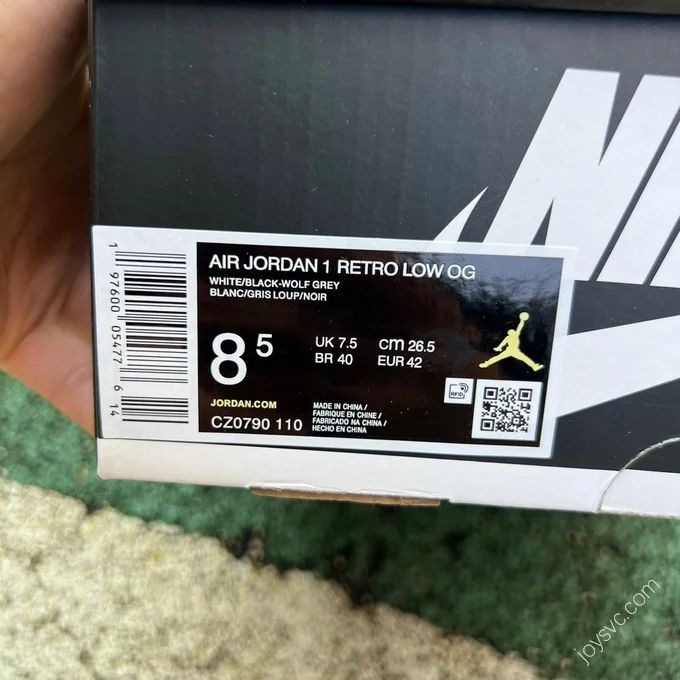 NIK
AIR JORDAN 1 RETRO LOW OG
WHITE/BLACK-WOLF GREY
BLANC/GRIS LOUP/NOIR
8 5
UK 7.5 cm 26.5
BR 40 EUR 42
JORDAN.COM
CZ0790 110
MADE IN CHINA /
FABRIQUE EN CHINE /
FABRICADO NA CHINA /
HECHO EN CHINA
RFID
1 97600 05477 6 14
joysvc.com